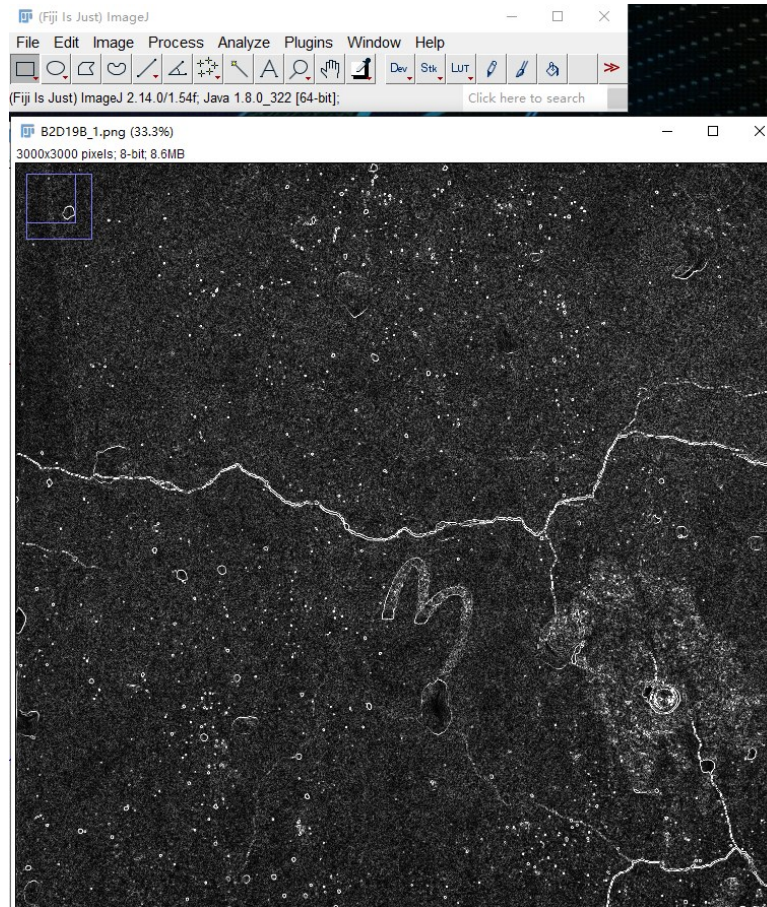 (Fiji Is Just) ImageJ
File Edit Image Process Analyze Plugins Window Help
A Dev Stk LUT >>
(Fiji Is Just) ImageJ 2.14.0/1.54f; Java 1.8.0_322 [64-bit]; Click here to search
B2D19B_1.png (33.3%)
3000x3000 pixels; 8-bit; 8.6MB